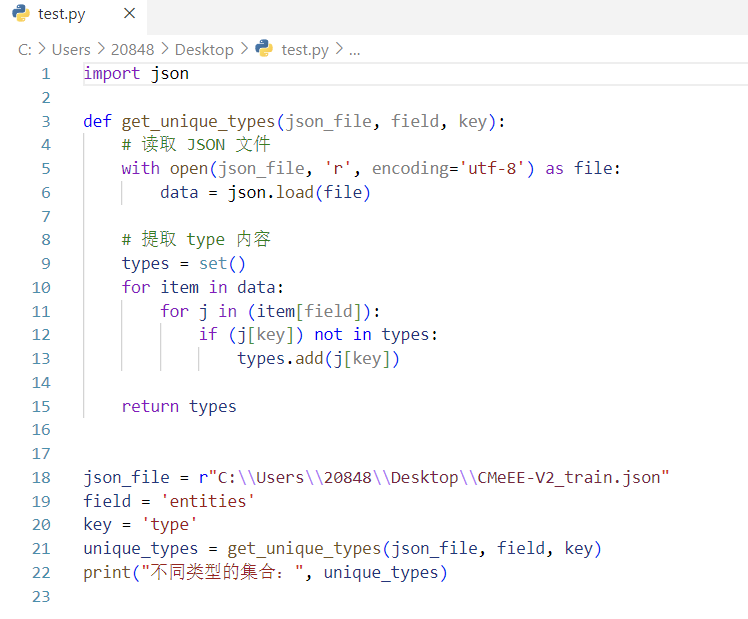 test.py ×
C: > Users > 20848 > Desktop > test.py > ...
1 import json
2
3 def get_unique_types(json_file, field, key):
4     # 读取 JSON 文件
5     with open(json_file, 'r', encoding='utf-8') as file:
6         data = json.load(file)
7
8     # 提取 type 内容
9     types = set()
10     for item in data:
11         for j in (item[field]):
12             if (j[key]) not in types:
13                 types.add(j[key])
14
15     return types
16
17
18 json_file = r"C:\\Users\\20848\\Desktop\\CMeEE-V2_train.json"
19 field = 'entities'
20 key = 'type'
21 unique_types = get_unique_types(json_file, field, key)
22 print("不同类型的集合：", unique_types)
23